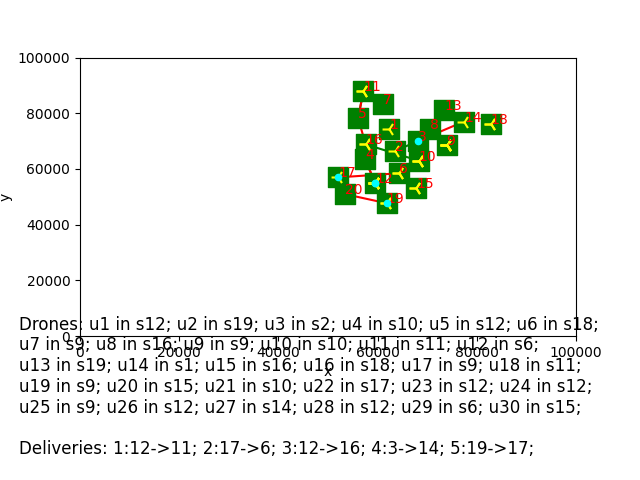 100000
80000
60000
40000
20000
0
y
0 20000 40000 60000 80000 100000
x
Drones: u1 in s12; u2 in s19; u3 in s2; u4 in s10; u5 in s12; u6 in s18;
u7 in s9; u8 in s16; u9 in s9; u10 in s10; u11 in s11; u12 in s6;
u13 in s19; u14 in s1; u15 in s16; u16 in s18; u17 in s9; u18 in s11;
u19 in s9; u20 in s15; u21 in s10; u22 in s17; u23 in s12; u24 in s12;
u25 in s9; u26 in s12; u27 in s14; u28 in s12; u29 in s6; u30 in s15;
Deliveries: 1:12->11; 2:17->6; 3:12->16; 4:3->14; 5:19->17;